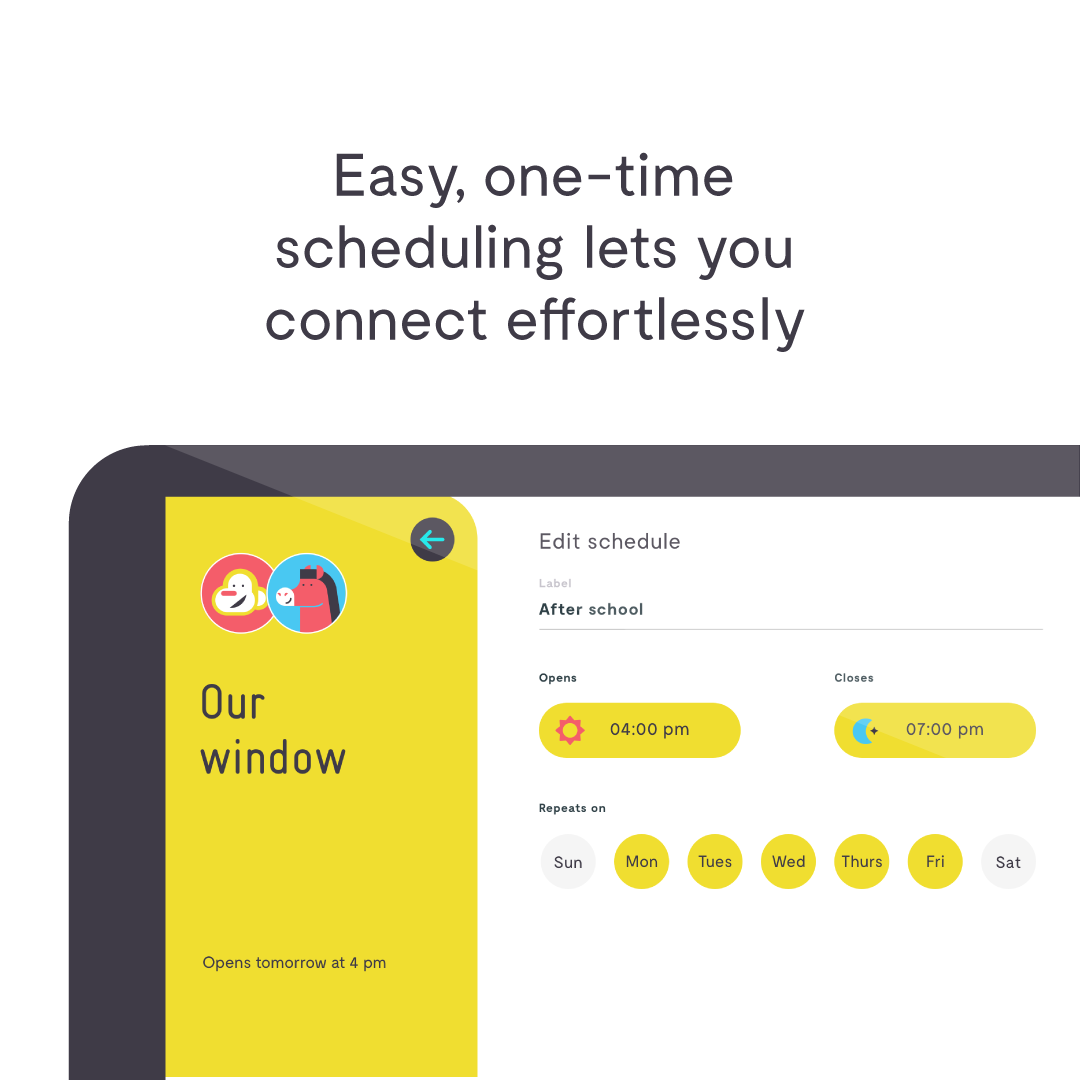 Easy, one-time
scheduling lets you
connect effortlessly
Our
window
Opens tomorrow at 4 pm
Edit schedule
Label
After school
Opens
Closes
04:00 pm
07:00 pm
Repeats on
Sun Mon Tues Wed Thurs Fri Sat